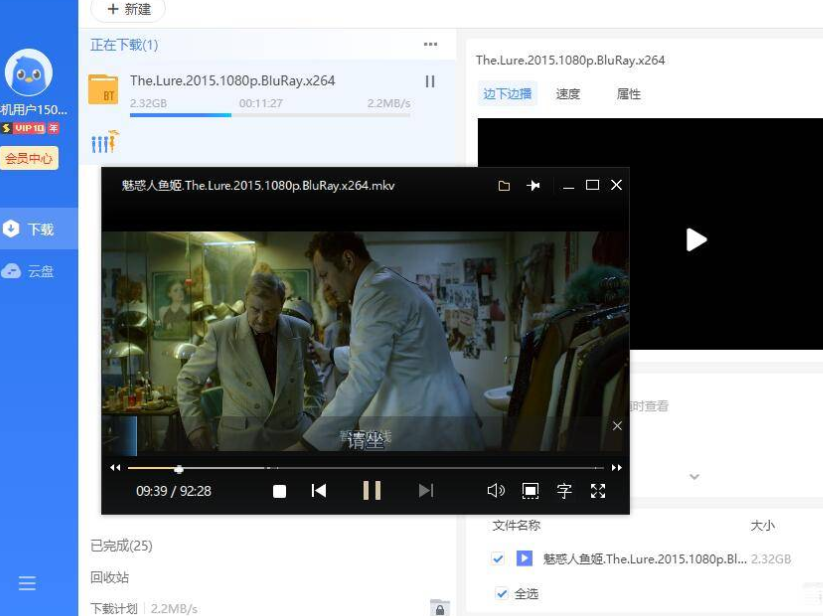 新建
正在下载(1)
The.Lure.2015.1080p.BluRay.x264
BT
2.32GB 00:11:27 2.2MB/s
机用户150...
VIP10 年
会员中心
下载
云盘
The.Lure.2015.1080p.BluRay.x264
边下边播 速度 属性
魅惑人鱼姬.The.Lure.2015.1080p.BluRay.x264.mkv
请坐
09:39 / 92:28
字
时查看
已完成(25)
回收站
下载计划 2.2MB/s
文件名称 大小
魅惑人鱼姬.The.Lure.2015.1080p.Bl... 2.32GB
全选